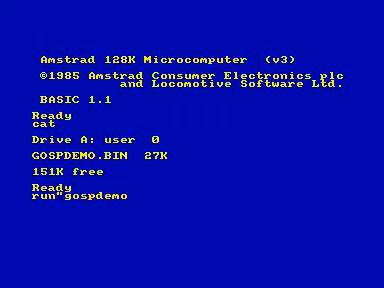 Amstrad 128K Microcomputer  (v3)
©1985 Amstrad Consumer Electronics plc
and Locomotive Software Ltd.
BASIC 1.1
Ready
cat
Drive A: user  0
GOSPDEMO.BIN  27K
151K free
Ready
run"gospdemo